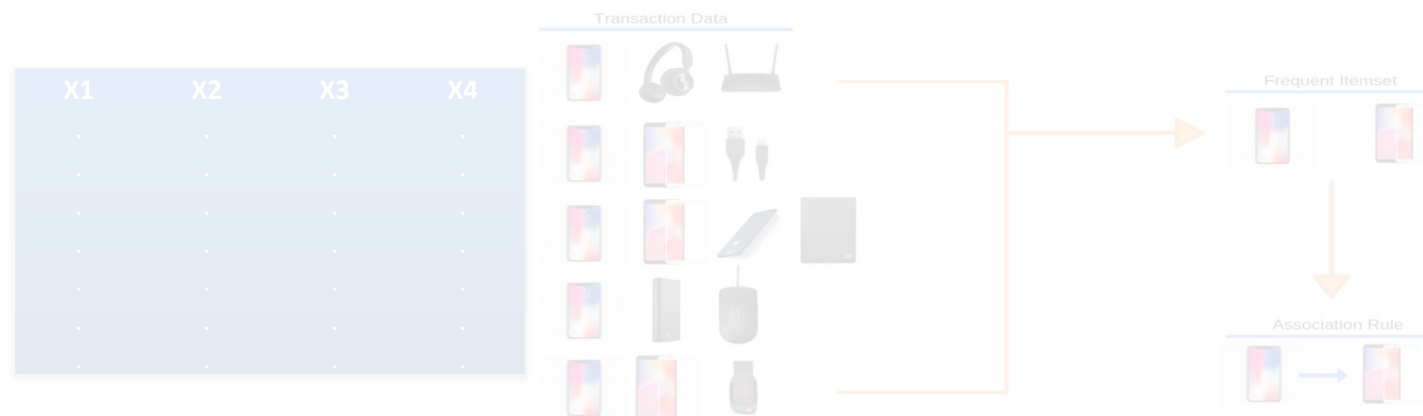 Transaction Data
X1 X2 X3 X4
Frequent Itemset
Association Rule